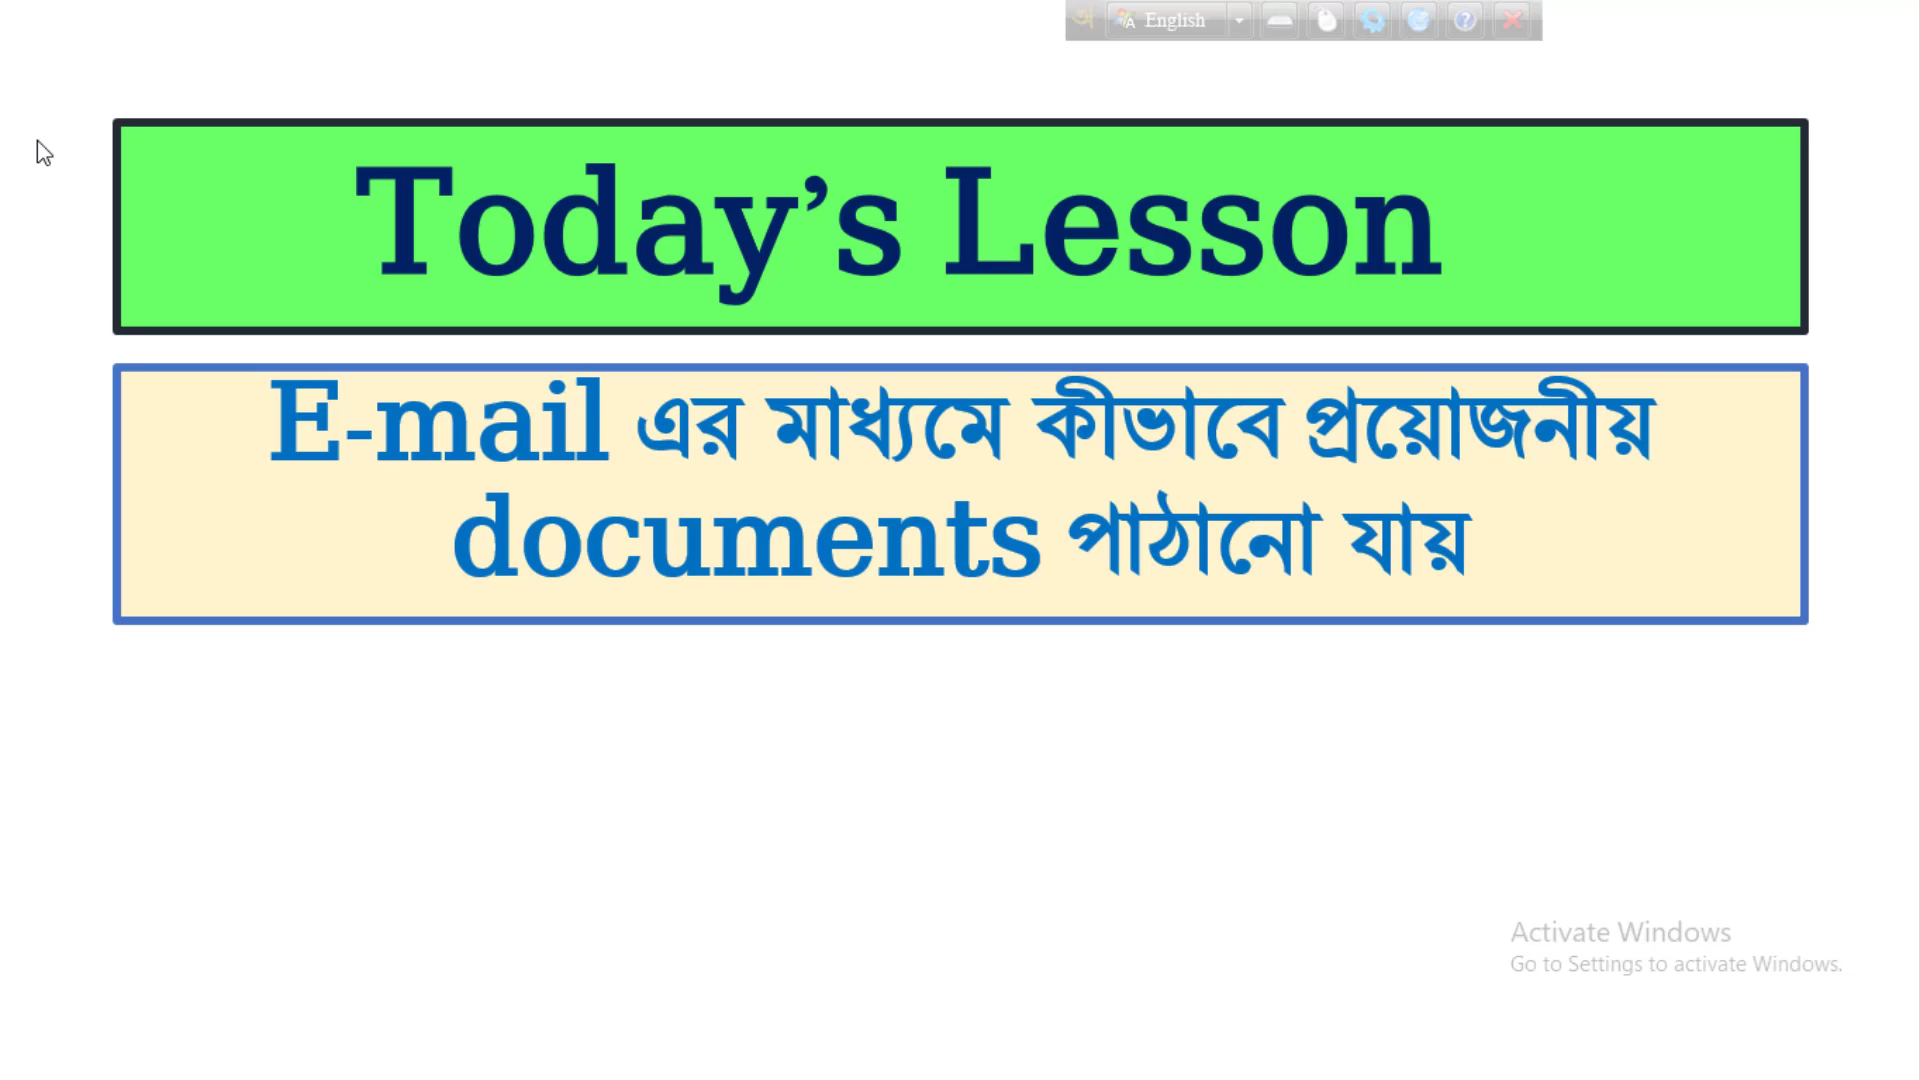 English
Today’s Lesson
E-mail এর মাধ্যমে কীভাবে প্রয়োজনীয়
documents পাঠানো যায়
Activate Windows
Go to Settings to activate Windows.